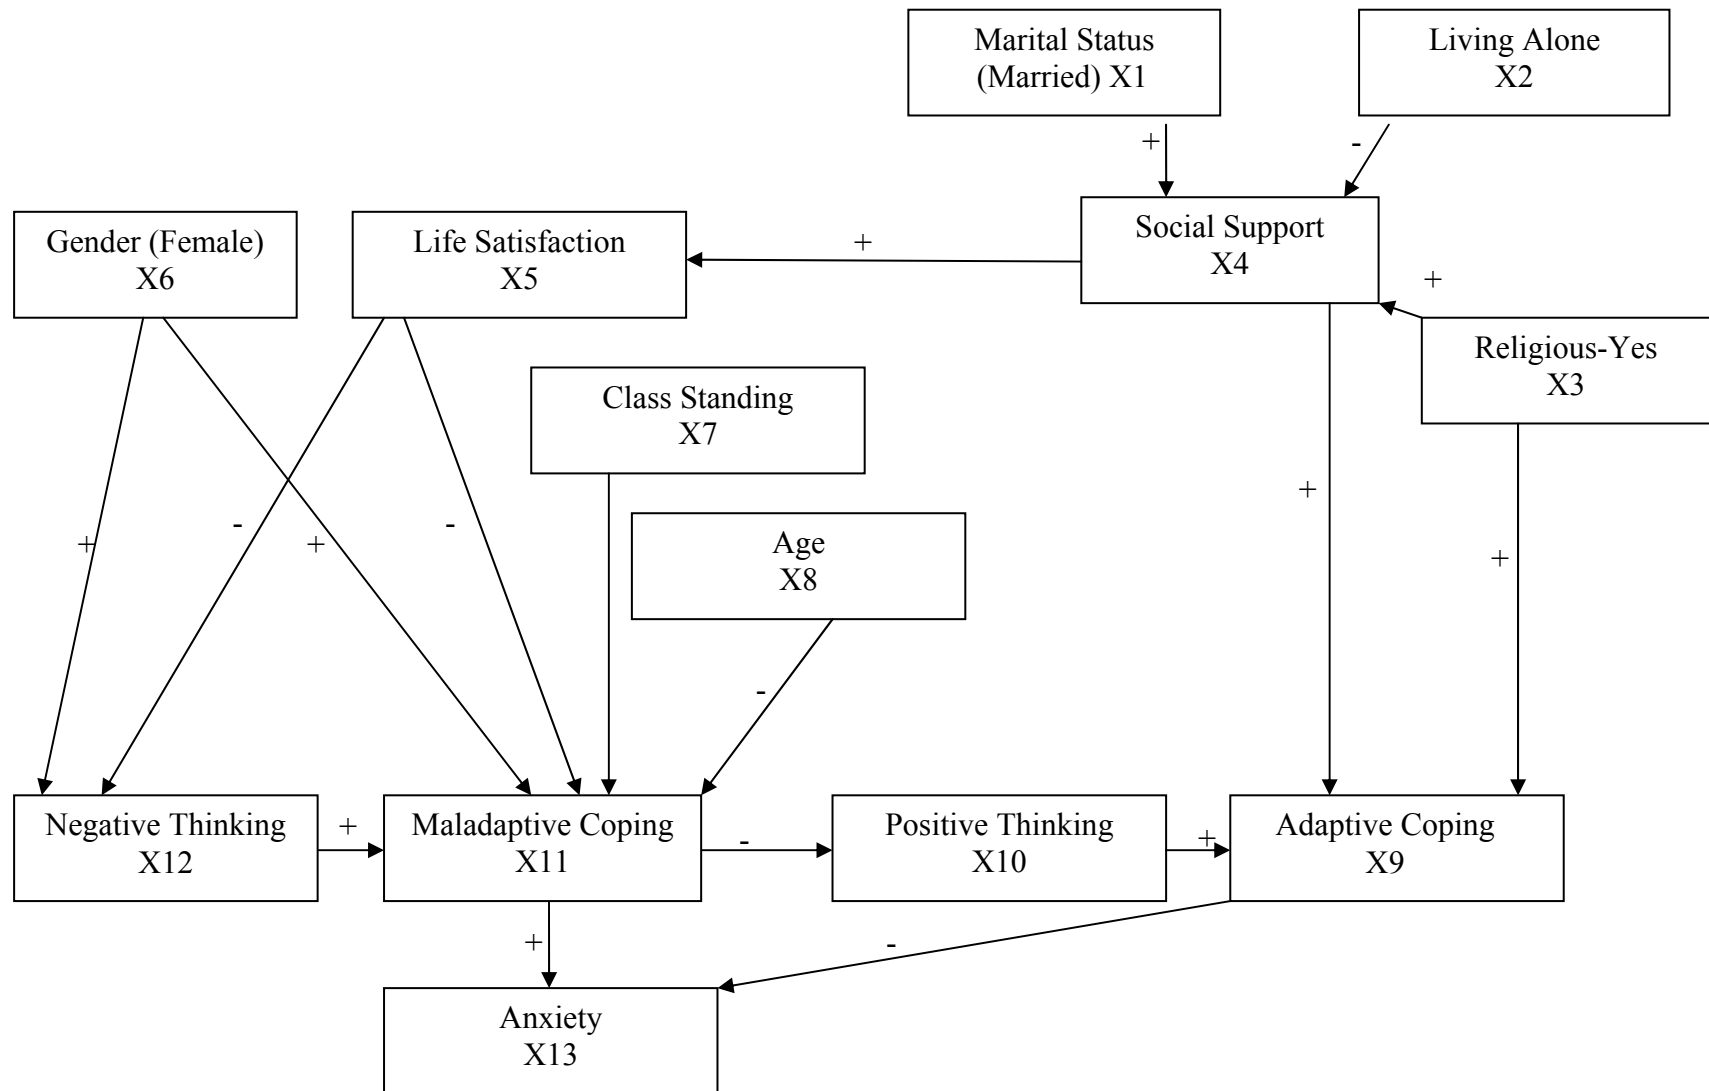 Marital Status
(Married) X1
Living Alone
X2
+
-
Social Support
X4
Gender (Female)
X6
Life Satisfaction
X5
+
+
Religious-Yes
X3
Class Standing
X7
+
-
+
-
Age
X8
+
+
-
Negative Thinking
X12
+
Maladaptive Coping
X11
-
Positive Thinking
X10
+
Adaptive Coping
X9
+
-
Anxiety
X13